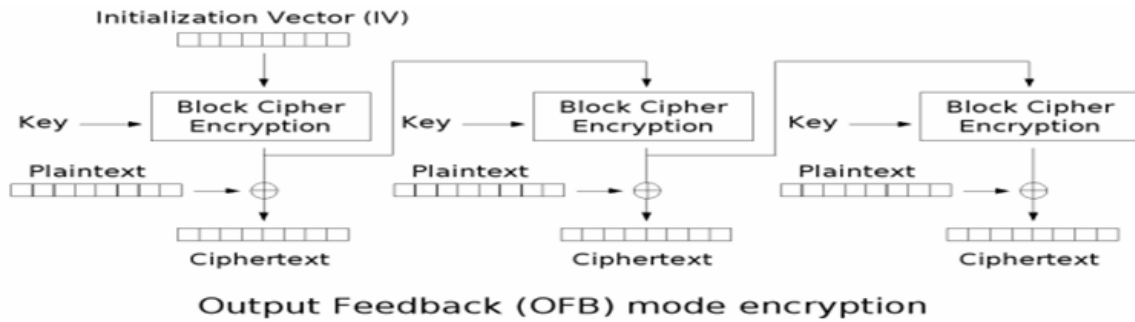 Initialization Vector (IV)
Block Cipher
Encryption
Block Cipher
Encryption
Block Cipher
Encryption
Key
Key
Key
Plaintext
Plaintext
Plaintext
Ciphertext
Ciphertext
Ciphertext
Output Feedback (OFB) mode encryption